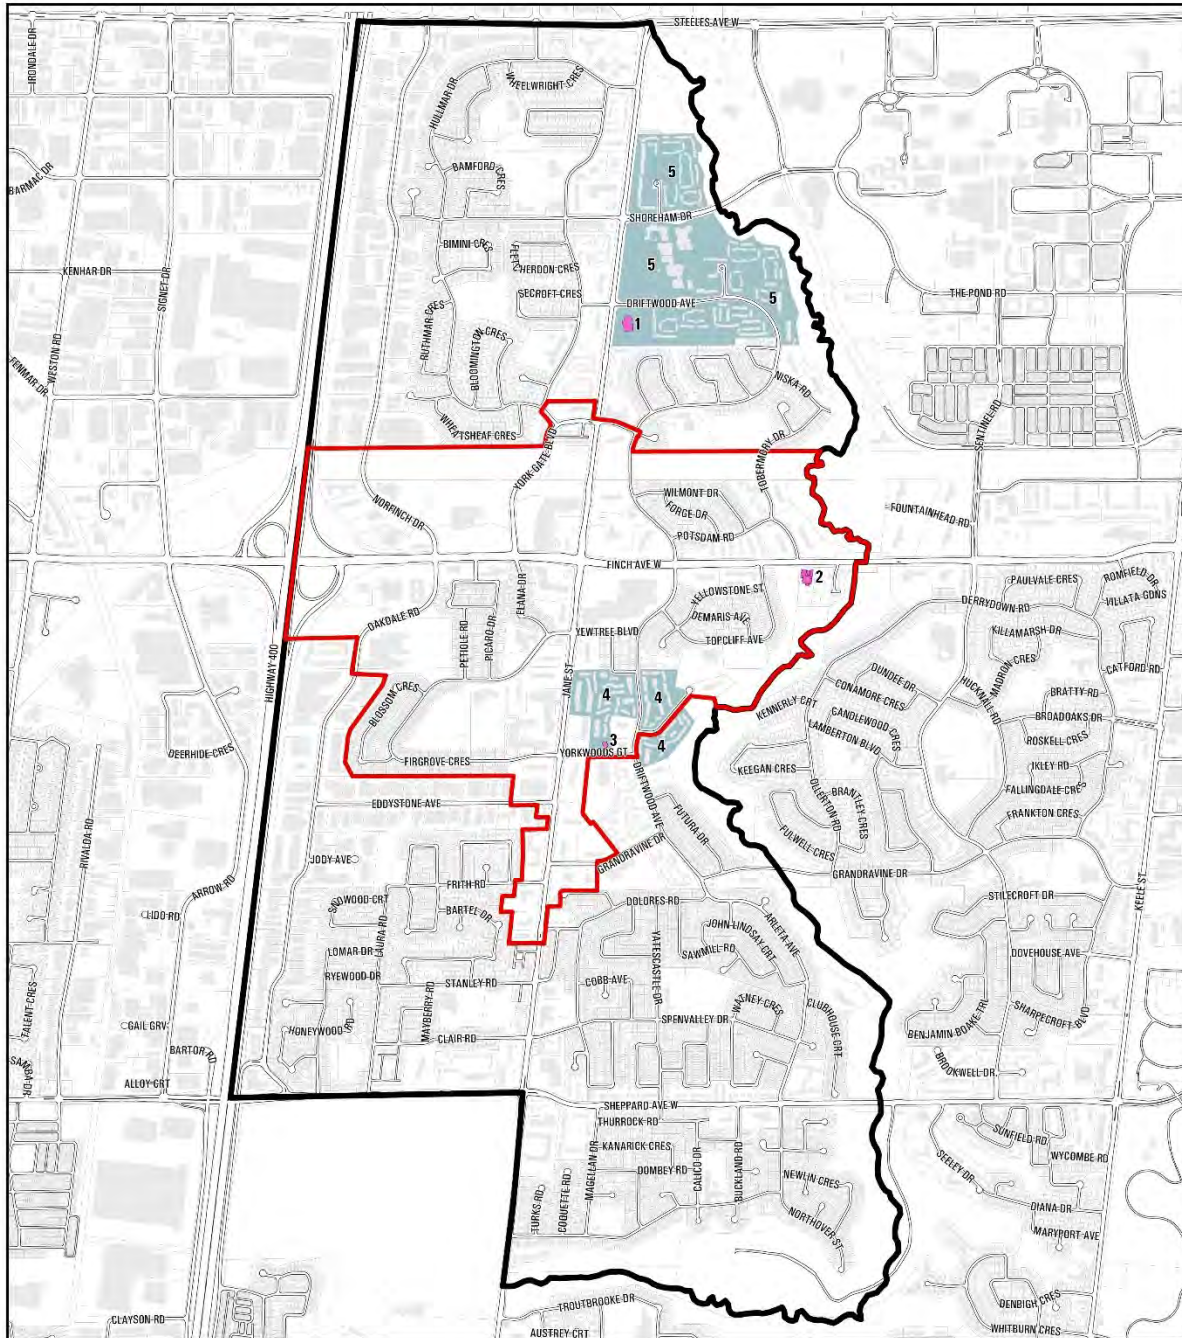 STEELES AVE W
IRONDALE DR
WHEELWRIGHT CRES
HULLMAR DR
BARMAC DR
BAMFORD CRES
5
SHOREHAM DR
BIMINI CRES
HERDON CRES
KENHAR DR
SIGNET DR
5
SECROFT CRES
5
THE POND RD
DRIFTWOOD AVE
RUTHMAR CRES
1
BLOOMINGTON CRES
WESTON RD
FENMAR DR
NISKA RD
SENTINEL RD
WHEATSHEAF CRES
YORK GATE BLVD
TOBERMORY DR
NORFINCH DR
WILMONT DR
FORGE DR
FOUNTAINHEAD RD
POTSDAM RD
FINCH AVE W
2
ELANA DR
YELLOWSTONE ST
PAULVALE CRES
ROMFIELD DR
DERRYDOWN RD
VILLATA GDNS
OAKDALE RD
DEMARIS AVE
PETIOLE RD
PICARO DR
YEWTREE BLVD
TOPCLIFF AVE
KILLAMARSH DR
HIGHWAY 400
JANE ST
MADRON CRES
CATFORD RD
DUNDEE DR
CONAMORE CRES
HUCKNALL RD
BLOSSOM CRES
4
4
KENNERLY CRT
BRATTY RD
CANDLEWOOD CRES
BROADOAKS DR
LAMBERTON BLVD
3
4
ROSKELL CRES
DEERHIDE CRES
YORKWOODS GT
FIRGROVE CRES
KEEGAN CRES
IKLEY RD
DRIFTWOOD AVE
OLLERTON RD
BRANTLEY CRES
FALLINGDALE CRES
EDDYSTONE AVE
FUTURA DR
FRANKTON CRES
RIVALDA RD
FULWELL CRES
GRANDRAVINE DR
JODY AVE
GRANDRAVINE DR
ARROW RD
FRITH RD
STILECROFT DR
KEELE ST
SANDWOOD CRT
DOLORES RD
LIDO RD
BARTEL DR
ARLETA AVE
LAURA RD
JOHN LINDSAY CRT
LOMAR DR
YATESCASTLE DR
SAWMILL RD
DOVEHOUSE AVE
RYEWOOD DR
STANLEY RD
COBB AVE
TALENT CRES
WATNEY CRES
CLUBHOUSE CRT
SHARPECROFT BLVD
GAIL GRV
HONEYWOOD RD
MAYBERRY RD
SPENVALLEY DR
BENJAMIN BOAKE TRL
CLAIR RD
BARTOR RD
BROOKWELL DR
SAMBA DR
ALLOY CRT
SHEPPARD AVE W
THURROCK RD
SUNFIELD RD
KANARICK CRES
MAGELLAN DR
DOMBEY RD
CALICO DR
BUCKLAND RD
WYCOMBE RD
SEELEY DR
NEWLIN CRES
TURKS RD
COQUETTE RD
DIANA DR
NORTHOVER ST
MARYPORT AVE
TROUTBROOKE DR
DENBIGH CRES
CLAYSON RD
AUSTREY CRT
WHITBURN CRES